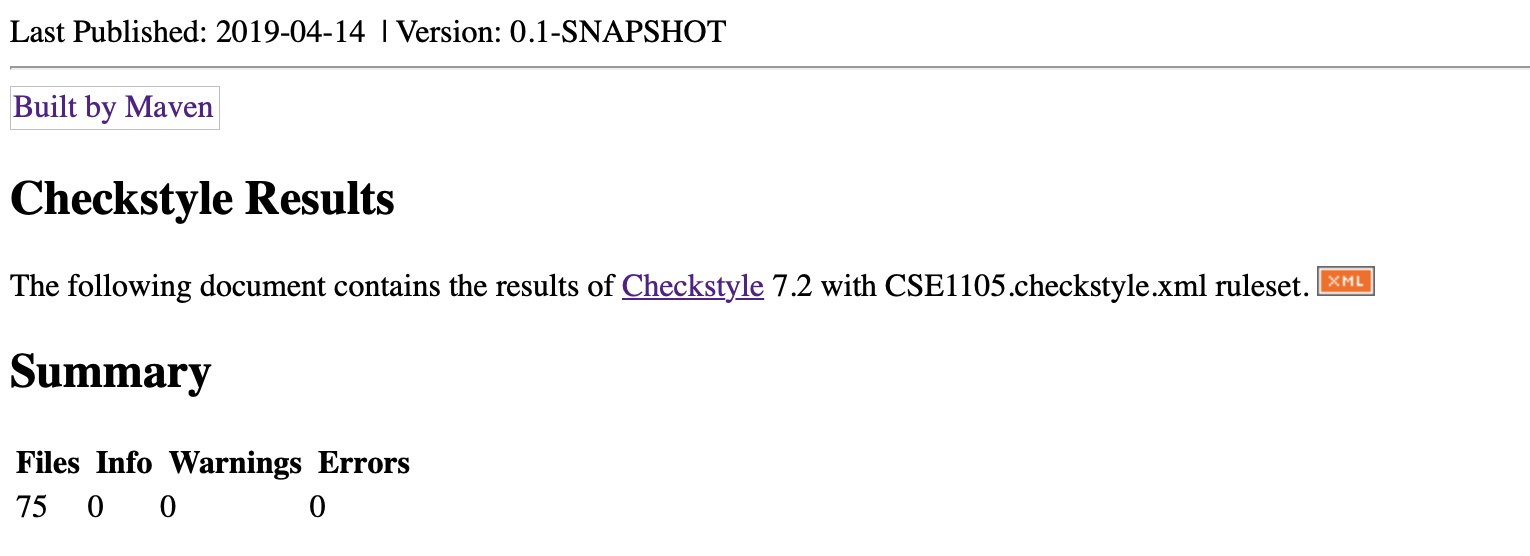 Last Published: 2019-04-14 | Version: 0.1-SNAPSHOT
Built by Maven
Checkstyle Results
The following document contains the results of Checkstyle 7.2 with CSE1105.checkstyle.xml ruleset. XML
Summary
Files Info Warnings Errors
75 0 0 0